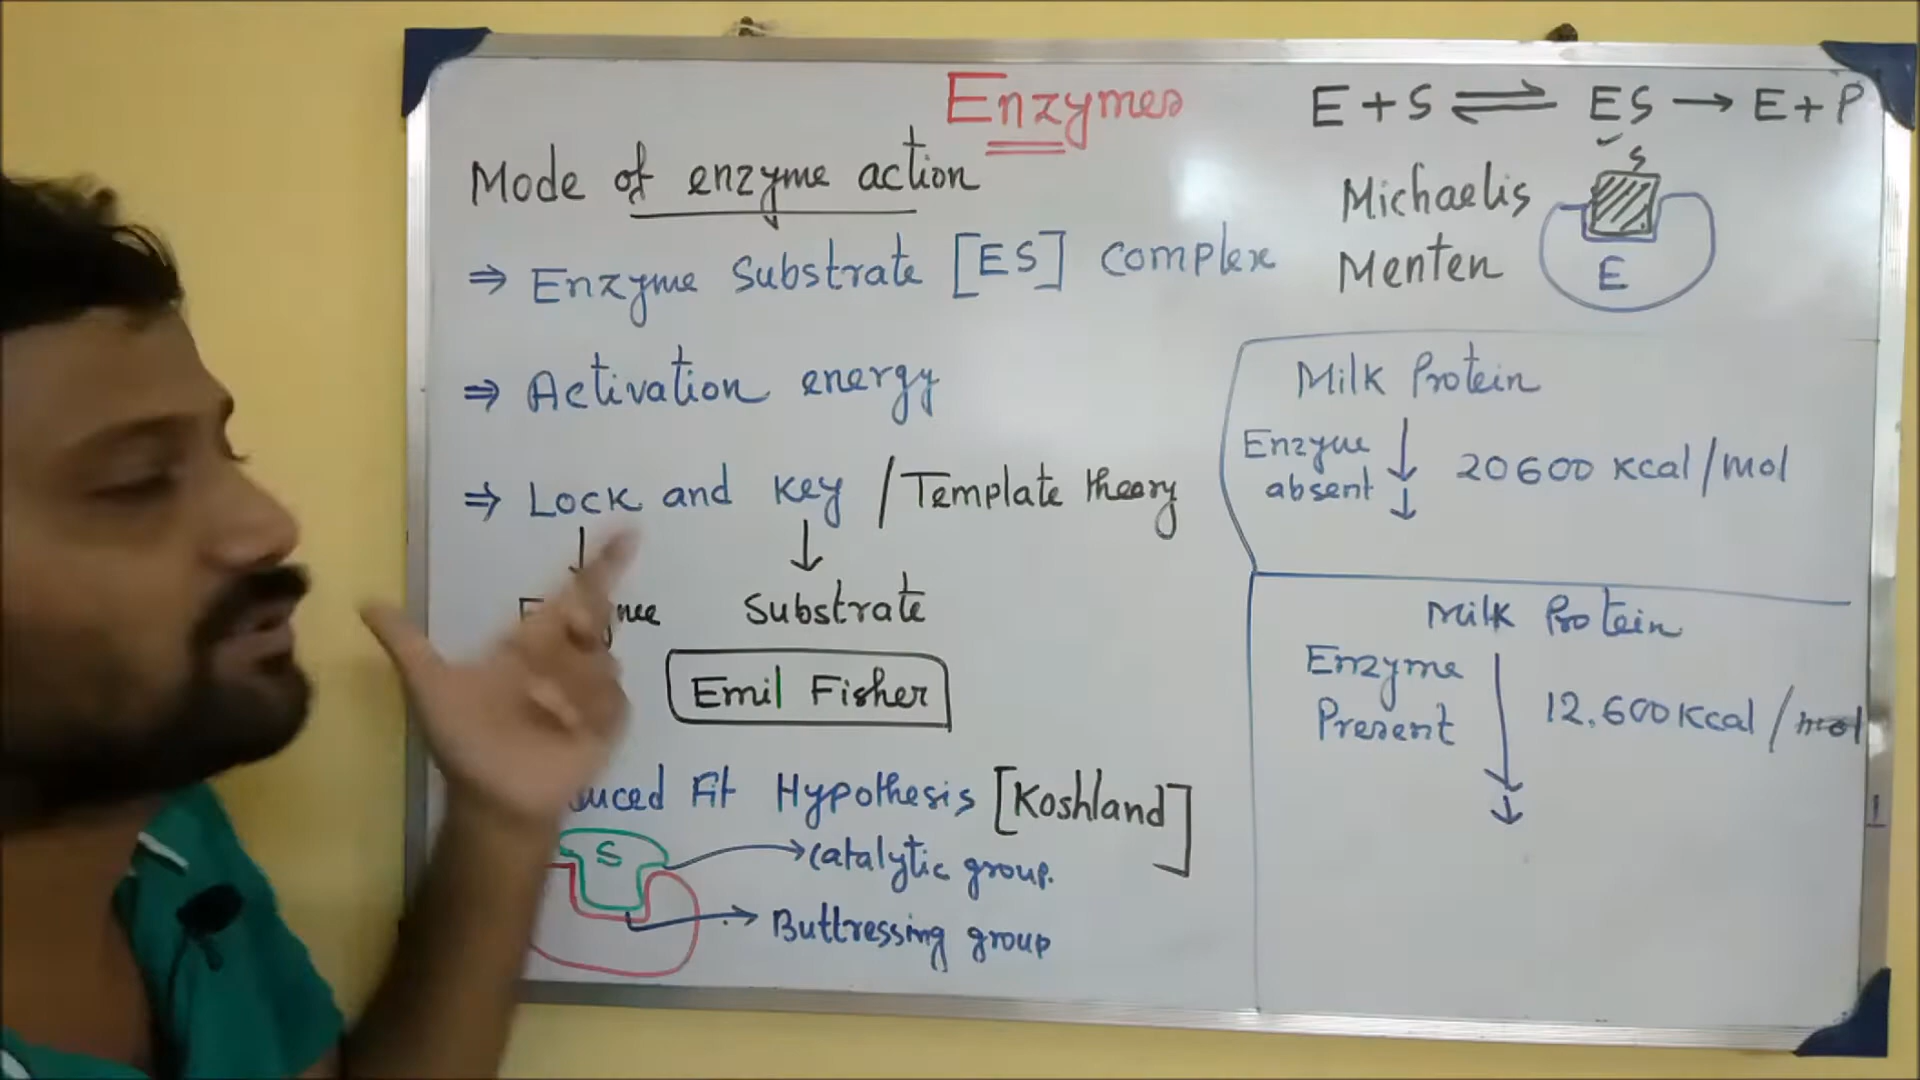 Enzymes
E + S ⇌ ES → E + P
Mode of enzyme action
S
Michaelis
Menten
E
⇒ Enzyme Substrate [ES] complex
⇒ Activation energy
⇒ Lock and key / Template theory
↓ ↓
Substrate
Emil Fisher
Fit Hypothesis [Koshland]
S
→ catalytic group.
→ Buttressing group
Milk Protein
Enzyme
absent
↓ 20600 kcal/mol
Milk Protein
Enzyme
Present
↓ 12.600 kcal/mol